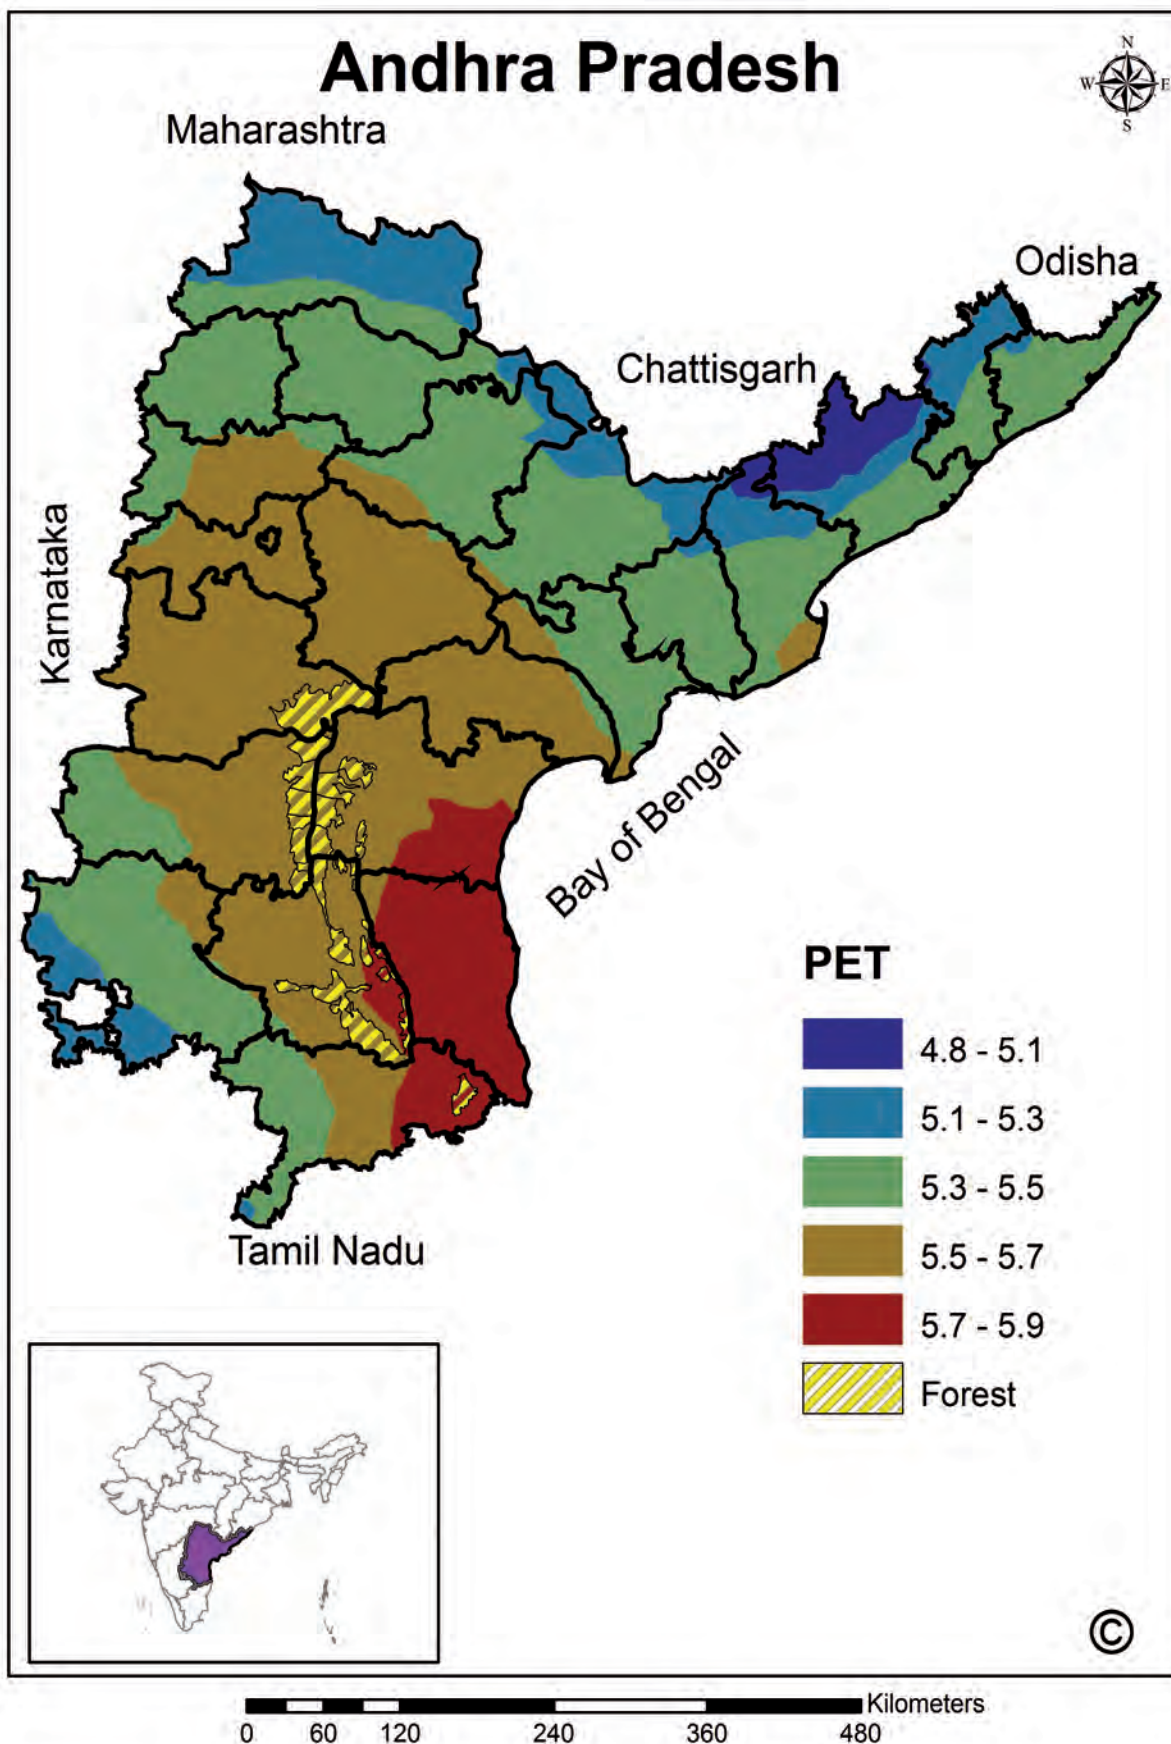 Andhra Pradesh
N
W E
S
Maharashtra
Odisha
Chattisgarh
Karnataka
Bay of Bengal
Tamil Nadu
PET
4.8 - 5.1
5.1 - 5.3
5.3 - 5.5
5.5 - 5.7
5.7 - 5.9
Forest
©
Kilometers
0 60 120 240 360 480